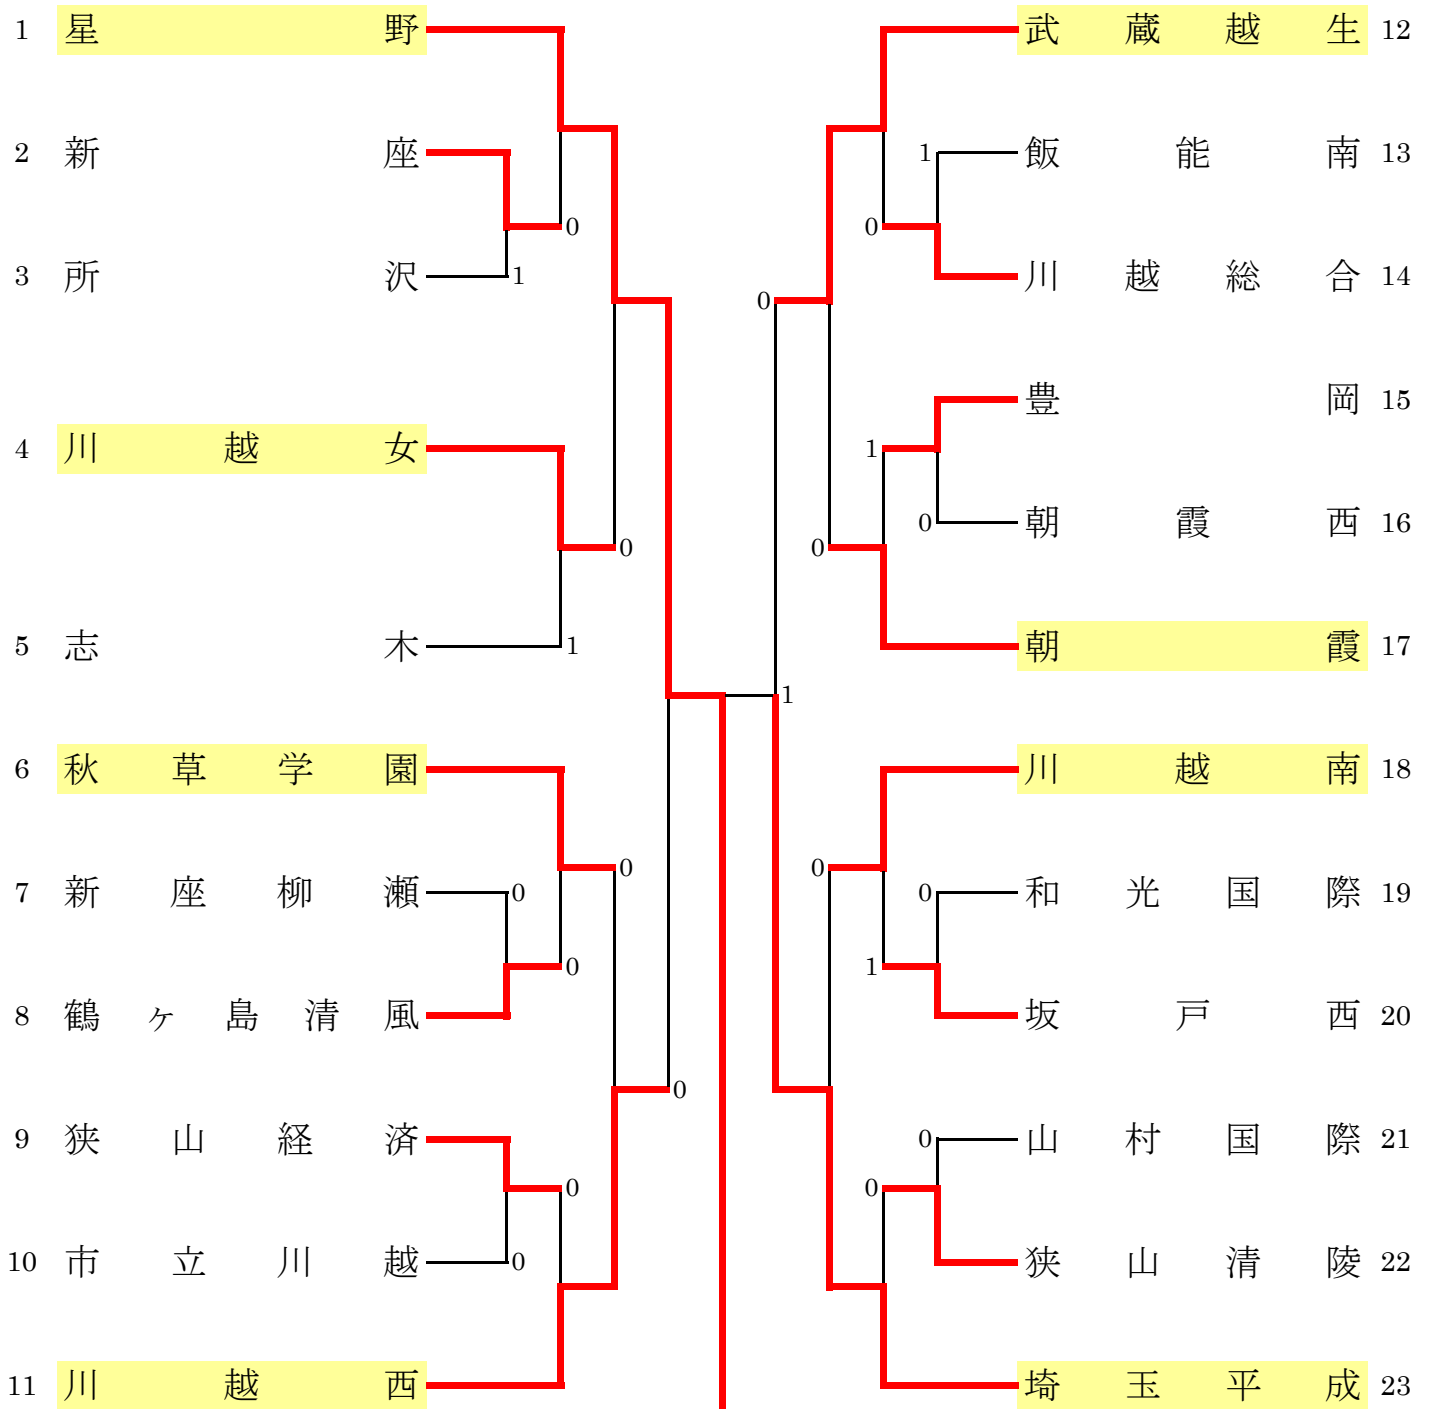 1 星野
2 新座
0
3 所沢 1
4 川越女
0
5 志木 1
6 秋草学園
0
7 新座柳瀬 0
0
8 鶴ヶ島清風
0
9 狭山経済
0
10 市立川越 0
11 川越西
武蔵越生 12
1 飯能南 13
0
川越総合 14
0
豊岡 15
1
0 朝霞西 16
0
朝霞 17
1
川越南 18
0
0 和光国際 19
1
坂戸西 20
0 山村国際 21
0
狭山清陵 22
埼玉平成 23